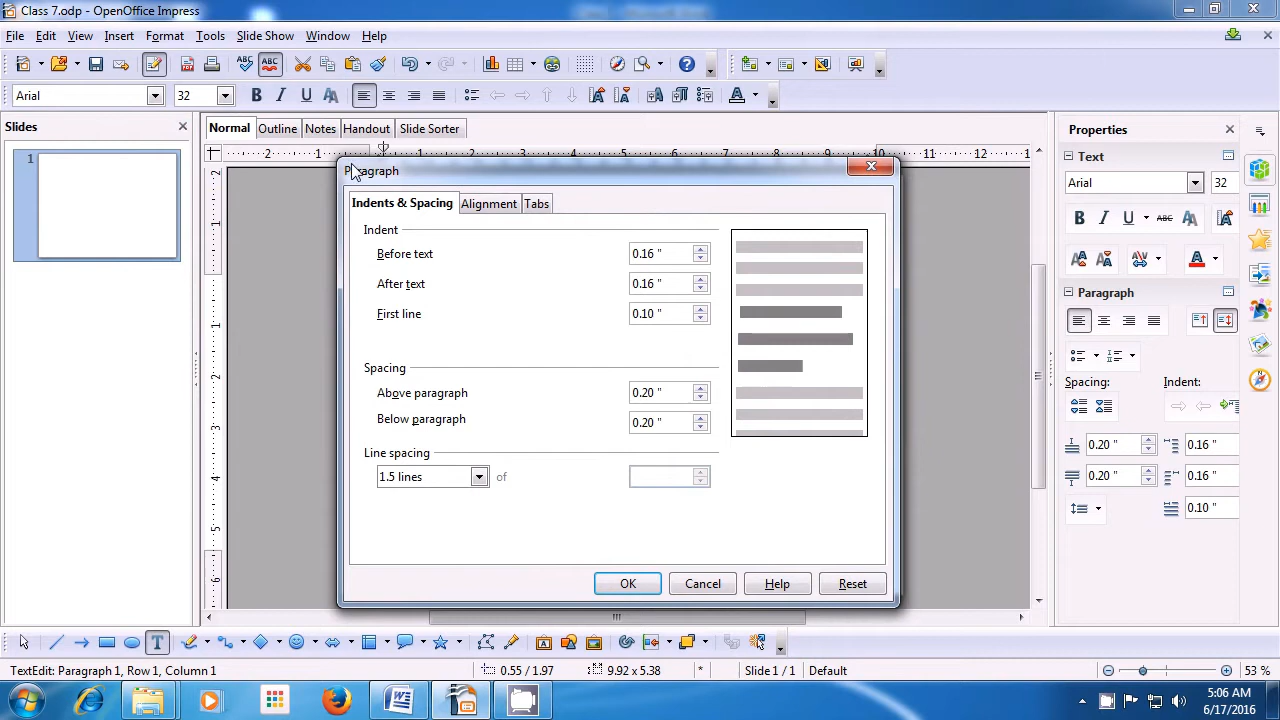 Class 7.odp - OpenOffice Impress
File Edit View Insert Format Tools Slide Show Window Help
Arial 32
Slides
Normal Outline Notes Handout Slide Sorter
Properties
1
Text
Arial 32
Paragraph
Spacing: Indent:
0.20 " 0.16 "
0.20 " 0.16 "
0.10 "
Paragraph
Indents & Spacing Alignment Tabs
Indent
Before text 0.16 "
After text 0.16 "
First line 0.10 "
Spacing
Above paragraph 0.20 "
Below paragraph 0.20 "
Line spacing
1.5 lines of
OK Cancel Help Reset
TextEdit: Paragraph 1, Row 1, Column 1 0.55 / 1.97 9.92 x 5.38 * Slide 1 / 1 Default 53 %
5:06 AM
6/17/2016